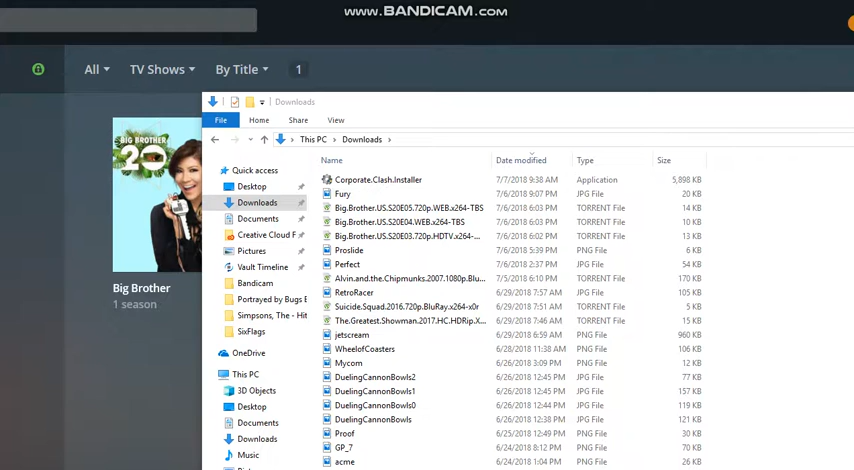 www.BANDICAM.com
All TV Shows By Title 1
Downloads
File Home Share View
This PC Downloads
Name Date modified Type Size
Quick access
Desktop
Downloads
Documents
Creative Cloud F
Pictures
Vault Timeline
Bandicam
Portrayed by Bugs B
Simpsons, The - Hit
SixFlags
OneDrive
This PC
3D Objects
Desktop
Documents
Downloads
Music
Corporate.Clash.Installer 7/7/2018 9:38 AM Application 5,898 KB
Fury 7/6/2018 9:07 PM JPG File 20 KB
Big.Brother.US.S20E05.720p.WEB.x264-TBS 7/6/2018 6:03 PM TORRENT File 14 KB
Big.Brother.US.S20E04.WEB.x264-TBS 7/6/2018 6:03 PM TORRENT File 10 KB
Big.Brother.US.S20E03.720p.HDTV.x264-... 7/6/2018 6:02 PM TORRENT File 13 KB
Proslide 7/6/2018 5:39 PM PNG File 6 KB
Perfect 7/6/2018 2:37 PM JPG File 54 KB
Alvin.and.the.Chipmunks.2007.1080p.Blu... 7/5/2018 6:10 PM TORRENT File 170 KB
RetroRacer 6/29/2018 7:57 AM JPG File 105 KB
Suicide.Squad.2016.720p.BluRay.x264-x0r 6/29/2018 7:51 AM TORRENT File 5 KB
The.Greatest.Showman.2017.HC.HDRip.X... 6/29/2018 7:46 AM TORRENT File 15 KB
jetscream 6/28/2018 6:59 AM PNG File 960 KB
WheelofCoasters 6/28/2018 11:38 AM PNG File 106 KB
Mycom 6/26/2018 3:09 PM PNG File 12 KB
DuelingCannonBowls2 6/26/2018 12:45 PM JPG File 77 KB
DuelingCannonBowls1 6/26/2018 12:45 PM JPG File 157 KB
DuelingCannonBowls0 6/26/2018 12:44 PM JPG File 119 KB
DuelingCannonBowls 6/26/2018 12:38 PM JPG File 121 KB
Proof 6/25/2018 12:49 PM PNG File 30 KB
GP_7 6/24/2018 8:12 PM JPG File 70 KB
acme 6/24/2018 1:04 PM PNG File 26 KB
BIG BROTHER
20
Big Brother
1 season